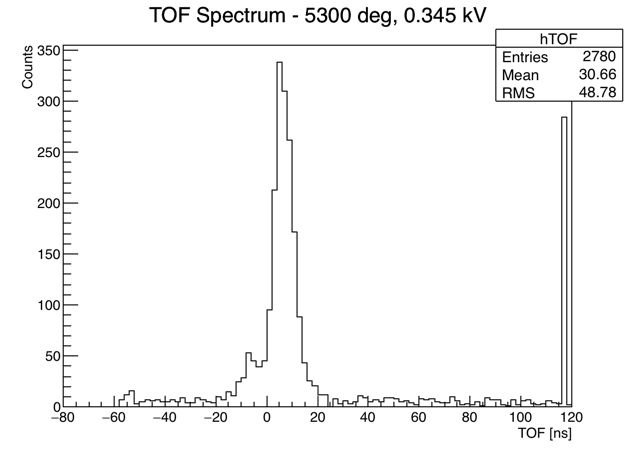 TOF Spectrum - 5300 deg, 0.345 kV
hTOF
Entries 2780
Mean 30.66
RMS 48.78
Counts
350
300
250
200
150
100
50
0
−80 −60 −40 −20 0 20 40 60 80 100 120
TOF [ns]